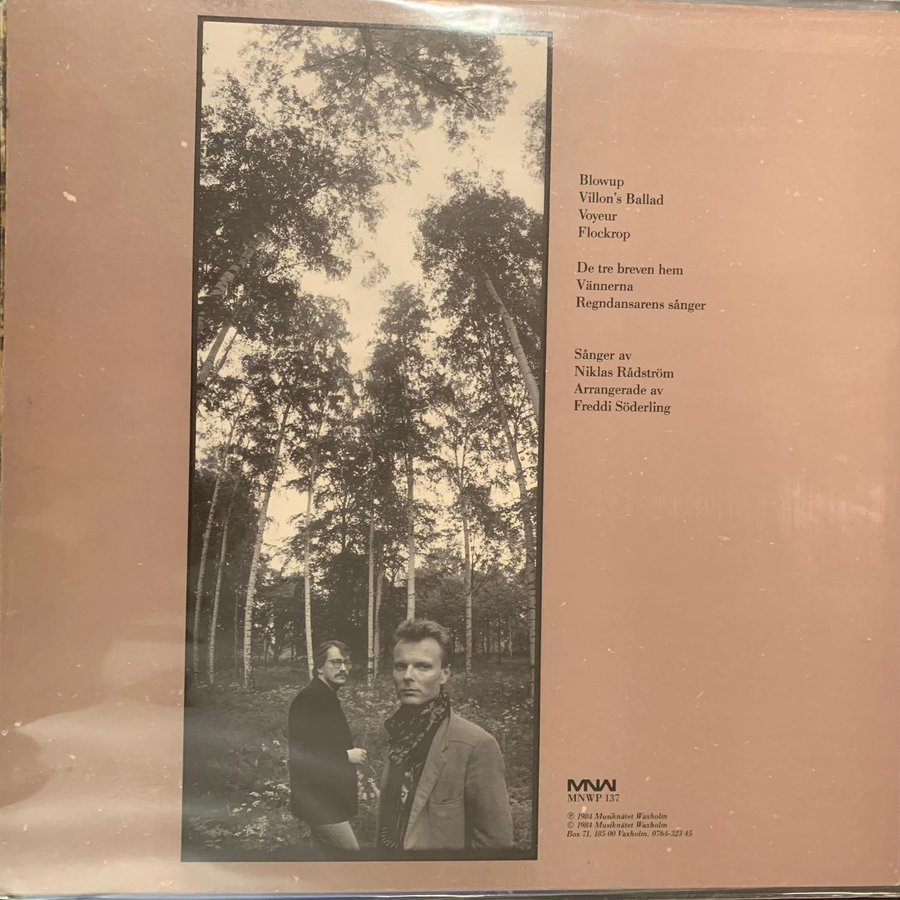 Blowup
Villon's Ballad
Voyeur
Flockrop
De tre breven hem
Vännerna
Regndansarens sånger
Sånger av
Niklas Rådström
Arrangerade av
Freddi Söderling
MNW
MNWP 137
℗ 1984 Musiknätet Waxholm
© 1984 Musiknätet Waxholm
Box 71, 185 00 Vaxholm. 0764-323 45